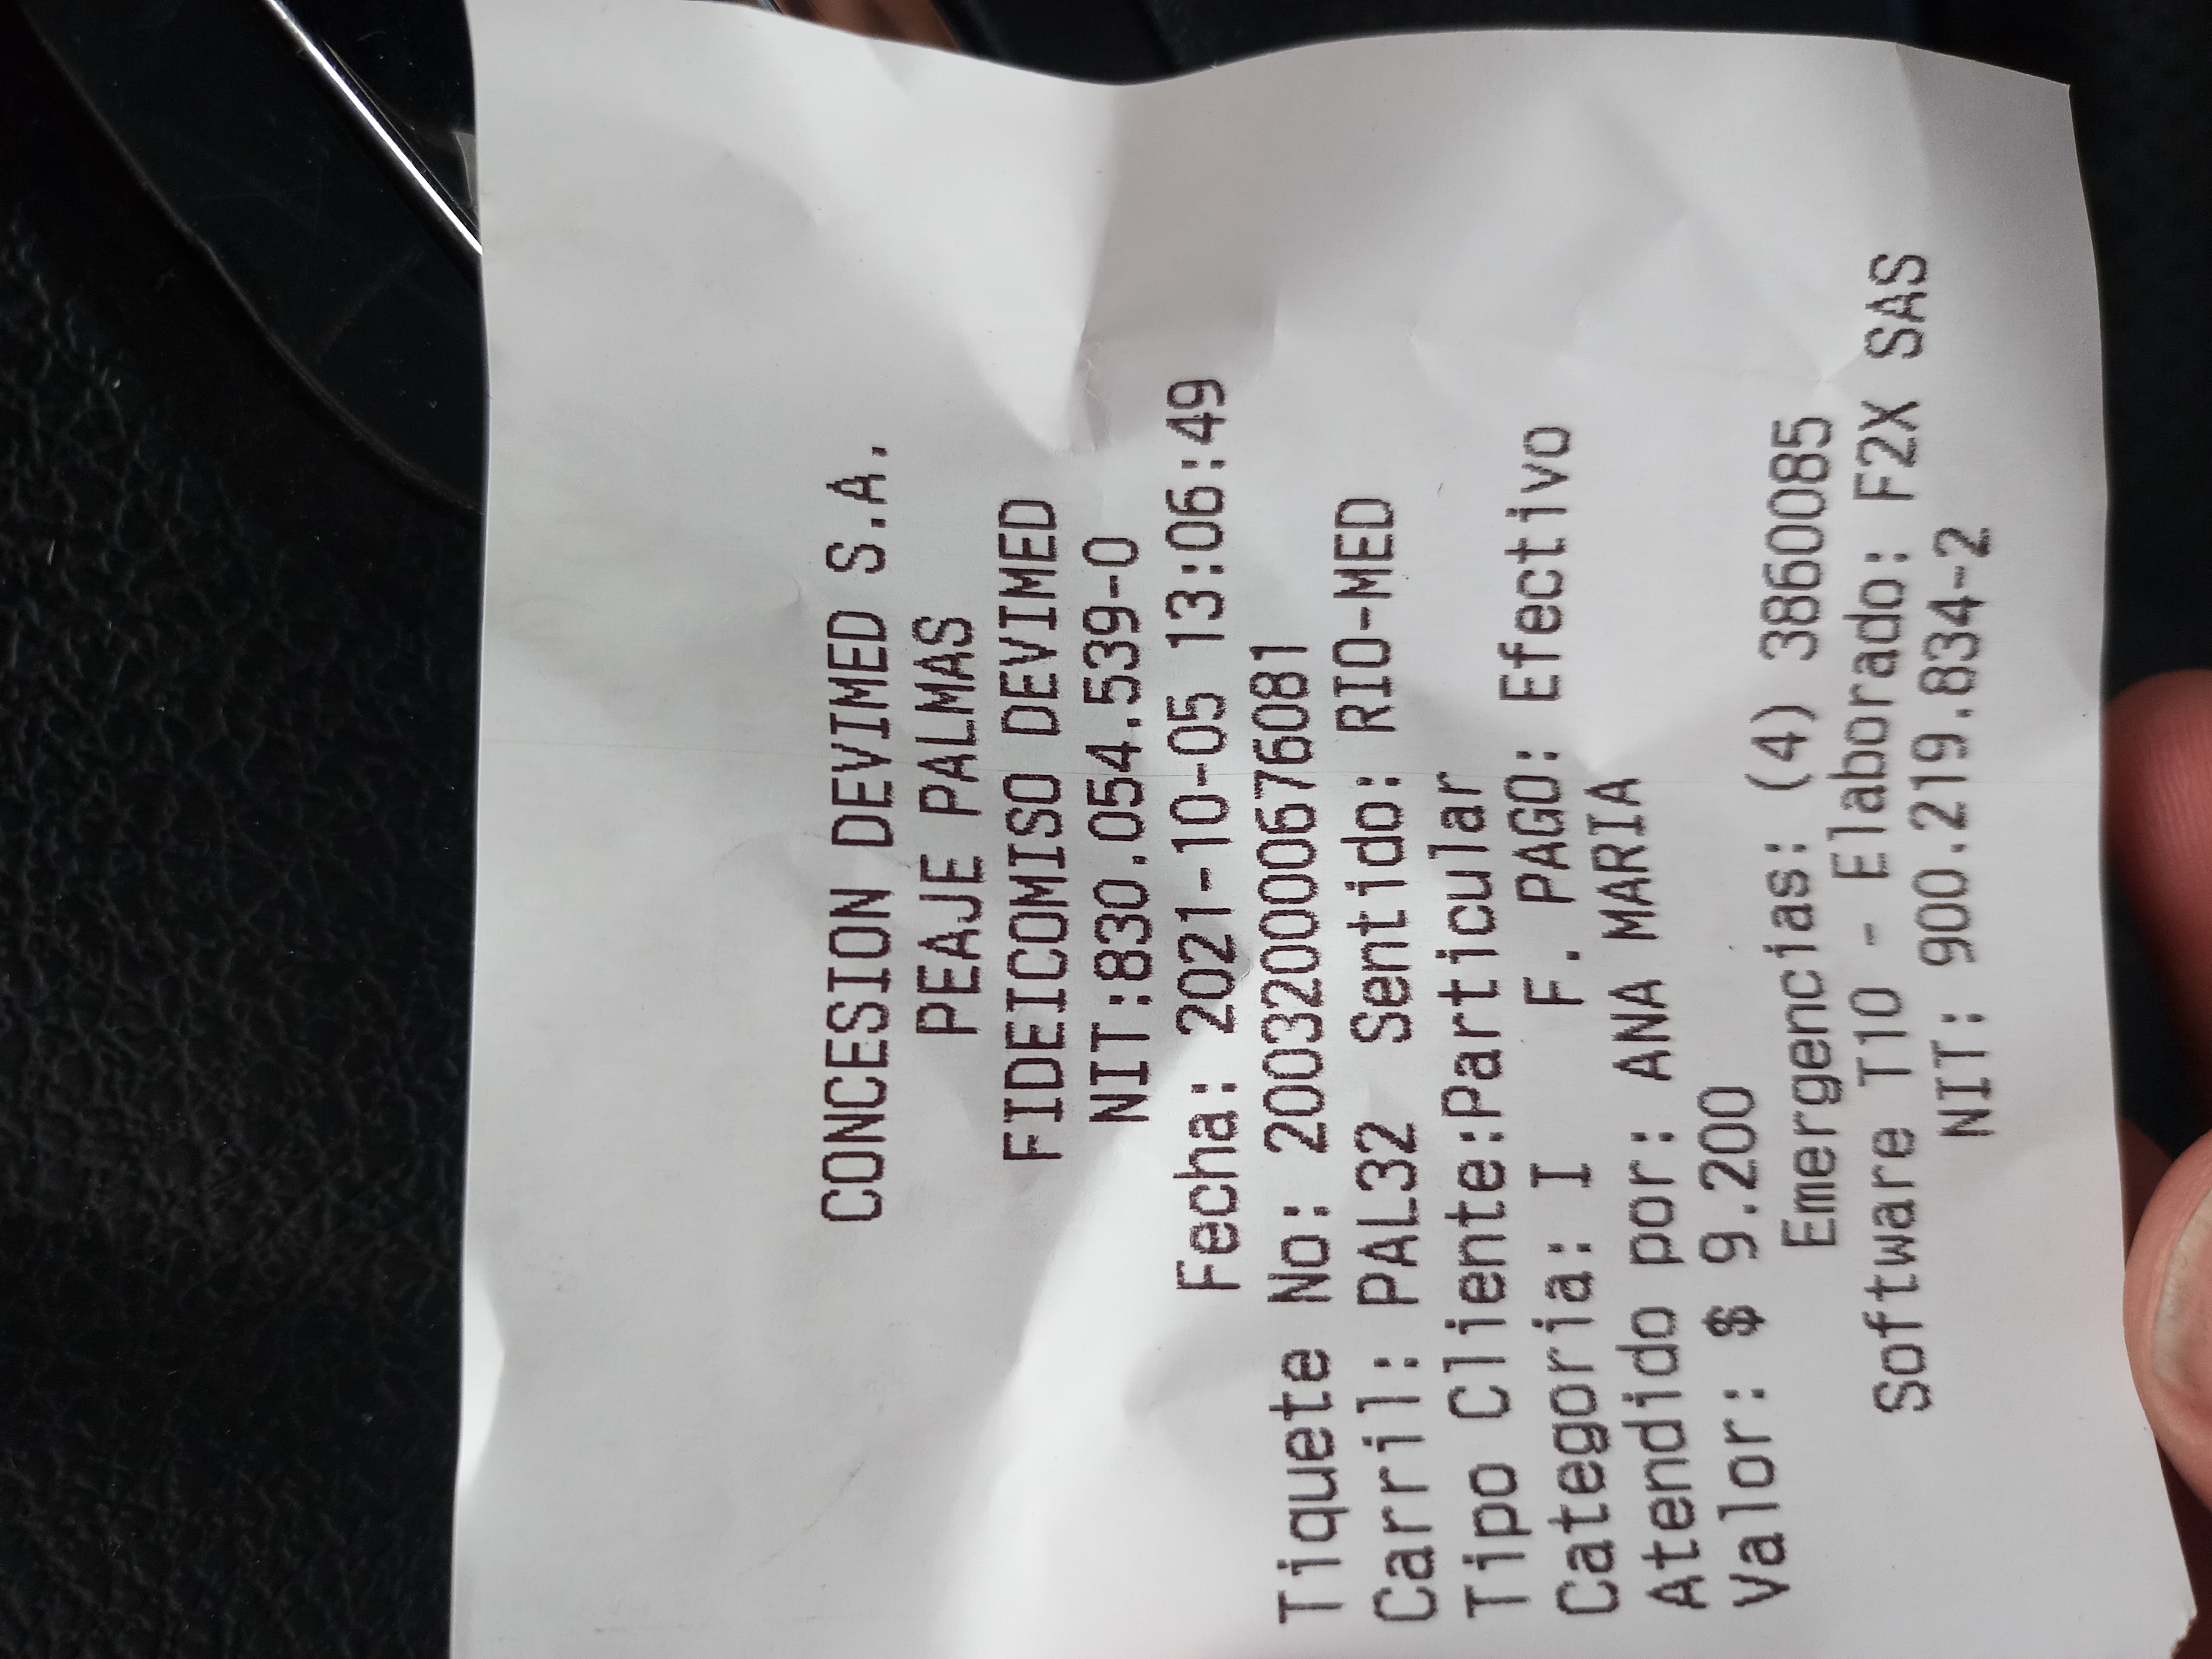 CONCESION DEVIMED S.A.
PEAJE PALMAS
FIDEICOMISO DEVIMED
NIT:830.054.539-0
Fecha: 2021-10-05 13:06:49
Tiquete No: 20032000676081
Carril: PAL32 Sentido: RIO-MED
Tipo Cliente:Particular
Categoria: I F. PAGO: Efectivo
Atendido por: ANA MARIA
Valor: $ 9.200
Emergencias: (4) 3860085
Software T10 - Elaborado: F2X SAS
NIT: 900.219.834-2